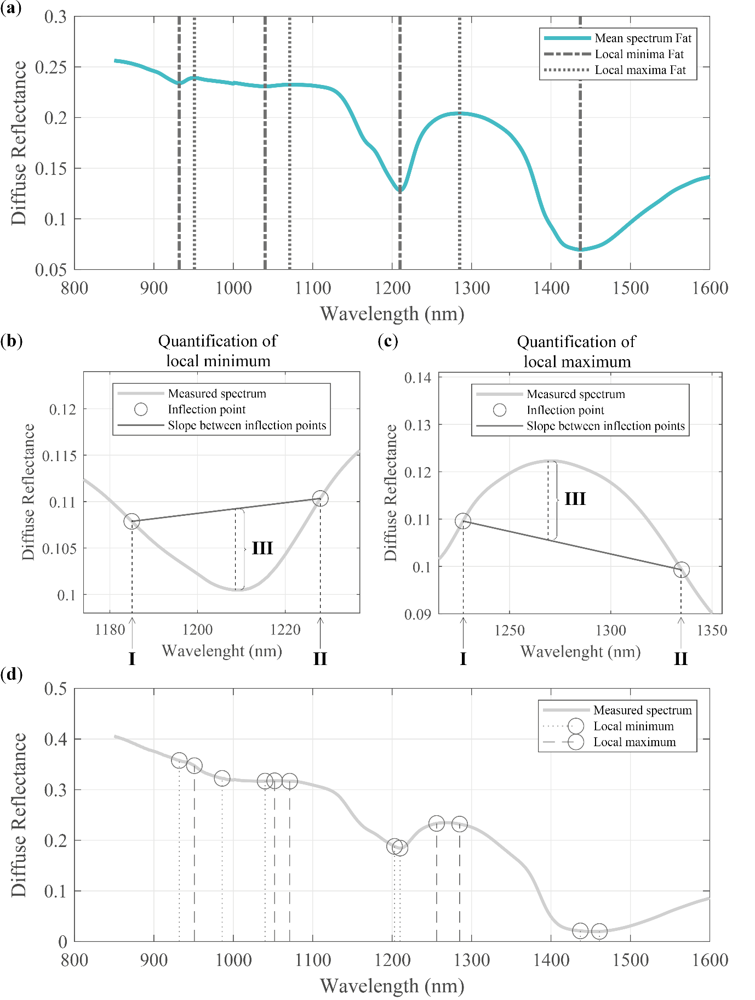 (a)
0.3
0.25
0.2
0.15
0.1
0.05
Diffuse Reflectance
Mean spectrum Fat
Local minima Fat
Local maxima Fat
800 900 1000 1100 1200 1300 1400 1500 1600
Wavelength (nm)
(b)
Quantification of
local minimum
Measured spectrum
Inflection point
Slope between inflection points
0.12
0.115
0.11
0.105
0.1
Diffuse Reflectance
III
1180 1200 1220
Wavelenght (nm)
I II
(c)
Quantification of
local maximum
Measured spectrum
Inflection point
Slope between inflection points
0.14
0.13
0.12
0.11
0.1
0.09
Diffuse Reflectance
III
1250 1300 1350
Wavelenght (nm)
I II
(d)
0.5
0.4
0.3
0.2
0.1
0
Diffuse Reflectance
Measured spectrum
Local minimum
Local maximum
800 900 1000 1100 1200 1300 1400 1500 1600
Wavelength (nm)